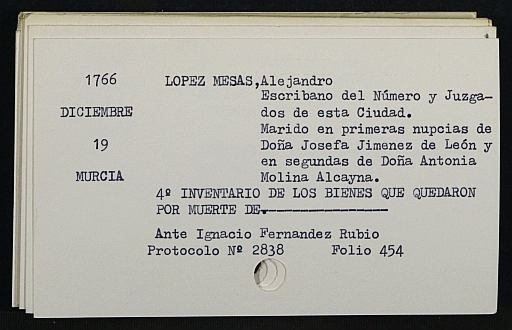 1766 LOPEZ MESAS,Alejandro
Escribano del Número y Juzga-
DICIEMBRE dos de esta Ciudad.
Marido en primeras nupcias de
19 Doña Josefa Jimenez de León y
en segundas de Doña Antonia
MURCIA Molina Alcayna.
4º INVENTARIO DE LOS BIENES QUE QUEDARON
POR MUERTE DE.----------------
Ante Ignacio Fernandez Rubio
Protocolo Nº 2838 Folio 454